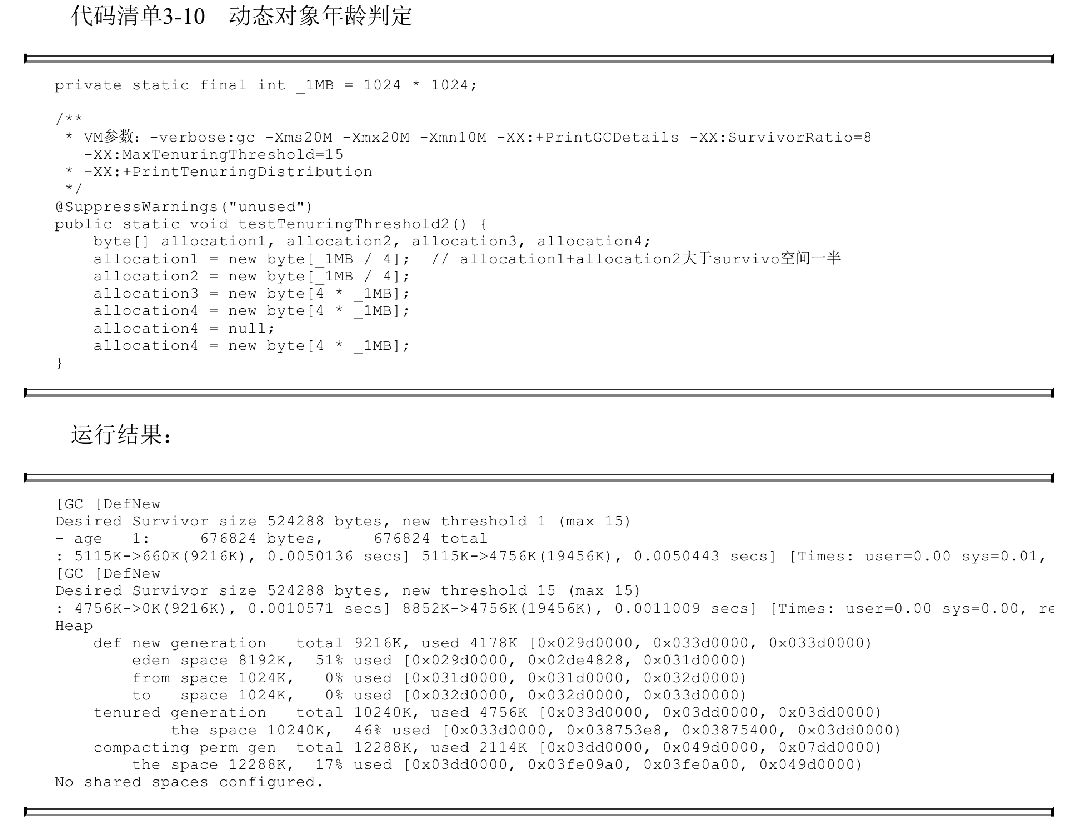 代码清单3-10 动态对象年龄判定
private static final int _1MB = 1024 * 1024;
/**
* VM参数：-verbose:gc -Xms20M -Xmx20M -Xmn10M -XX:+PrintGCDetails -XX:SurvivorRatio=8
-XX:MaxTenuringThreshold=15
* -XX:+PrintTenuringDistribution
*/
@SuppressWarnings("unused")
public static void testTenuringThreshold2() {
byte[] allocation1, allocation2, allocation3, allocation4;
allocation1 = new byte[_1MB / 4]; // allocation1+allocation2大于survivo空间一半
allocation2 = new byte[_1MB / 4];
allocation3 = new byte[4 * _1MB];
allocation4 = new byte[4 * _1MB];
allocation4 = null;
allocation4 = new byte[4 * _1MB];
}
运行结果：
[GC [DefNew
Desired Survivor size 524288 bytes, new threshold 1 (max 15)
- age 1: 676824 bytes, 676824 total
: 5115K->660K(9216K), 0.0050136 secs] 5115K->4756K(19456K), 0.0050443 secs] [Times: user=0.00 sys=0.01,
[GC [DefNew
Desired Survivor size 524288 bytes, new threshold 15 (max 15)
: 4756K->0K(9216K), 0.0010571 secs] 8852K->4756K(19456K), 0.0011009 secs] [Times: user=0.00 sys=0.00, re
Heap
def new generation total 9216K, used 4178K [0x029d0000, 0x033d0000, 0x033d0000)
eden space 8192K, 51% used [0x029d0000, 0x02de4828, 0x031d0000)
from space 1024K, 0% used [0x031d0000, 0x031d0000, 0x032d0000)
to space 1024K, 0% used [0x032d0000, 0x032d0000, 0x033d0000)
tenured generation total 10240K, used 4756K [0x033d0000, 0x03dd0000, 0x03dd0000)
the space 10240K, 46% used [0x033d0000, 0x038753e8, 0x03875400, 0x03dd0000)
compacting perm gen total 12288K, used 2114K [0x03dd0000, 0x049d0000, 0x07dd0000)
the space 12288K, 17% used [0x03dd0000, 0x03fe09a0, 0x03fe0a00, 0x049d0000)
No shared spaces configured.